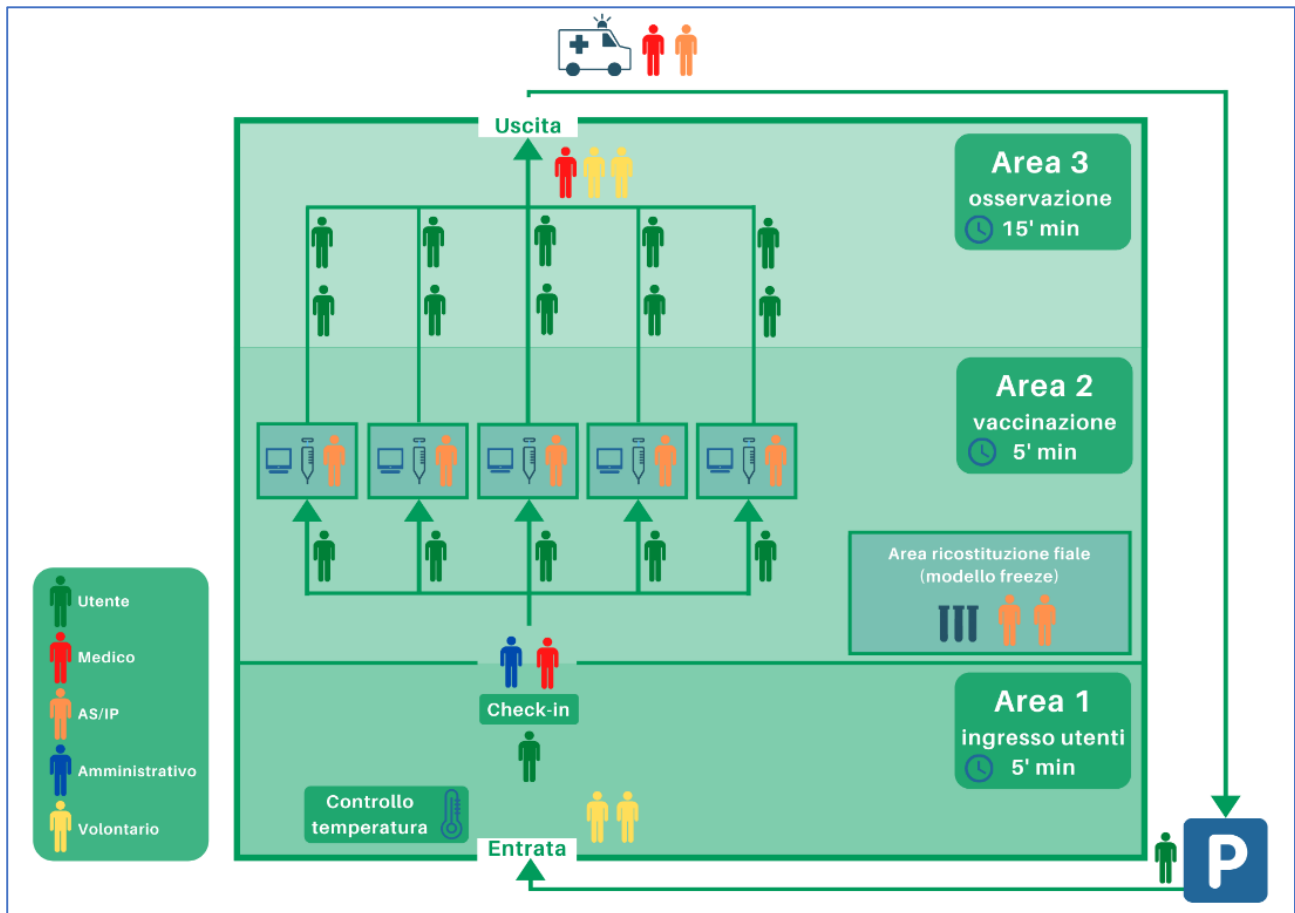 Uscita
Area 3
osservazione
15' min
Area 2
vaccinazione
5' min
Area ricostituzione fiale
(modello freeze)
Utente
Medico
AS/IP
Amministrativo
Volontario
Check-in
Area 1
ingresso utenti
5' min
Controllo
temperatura
Entrata
P